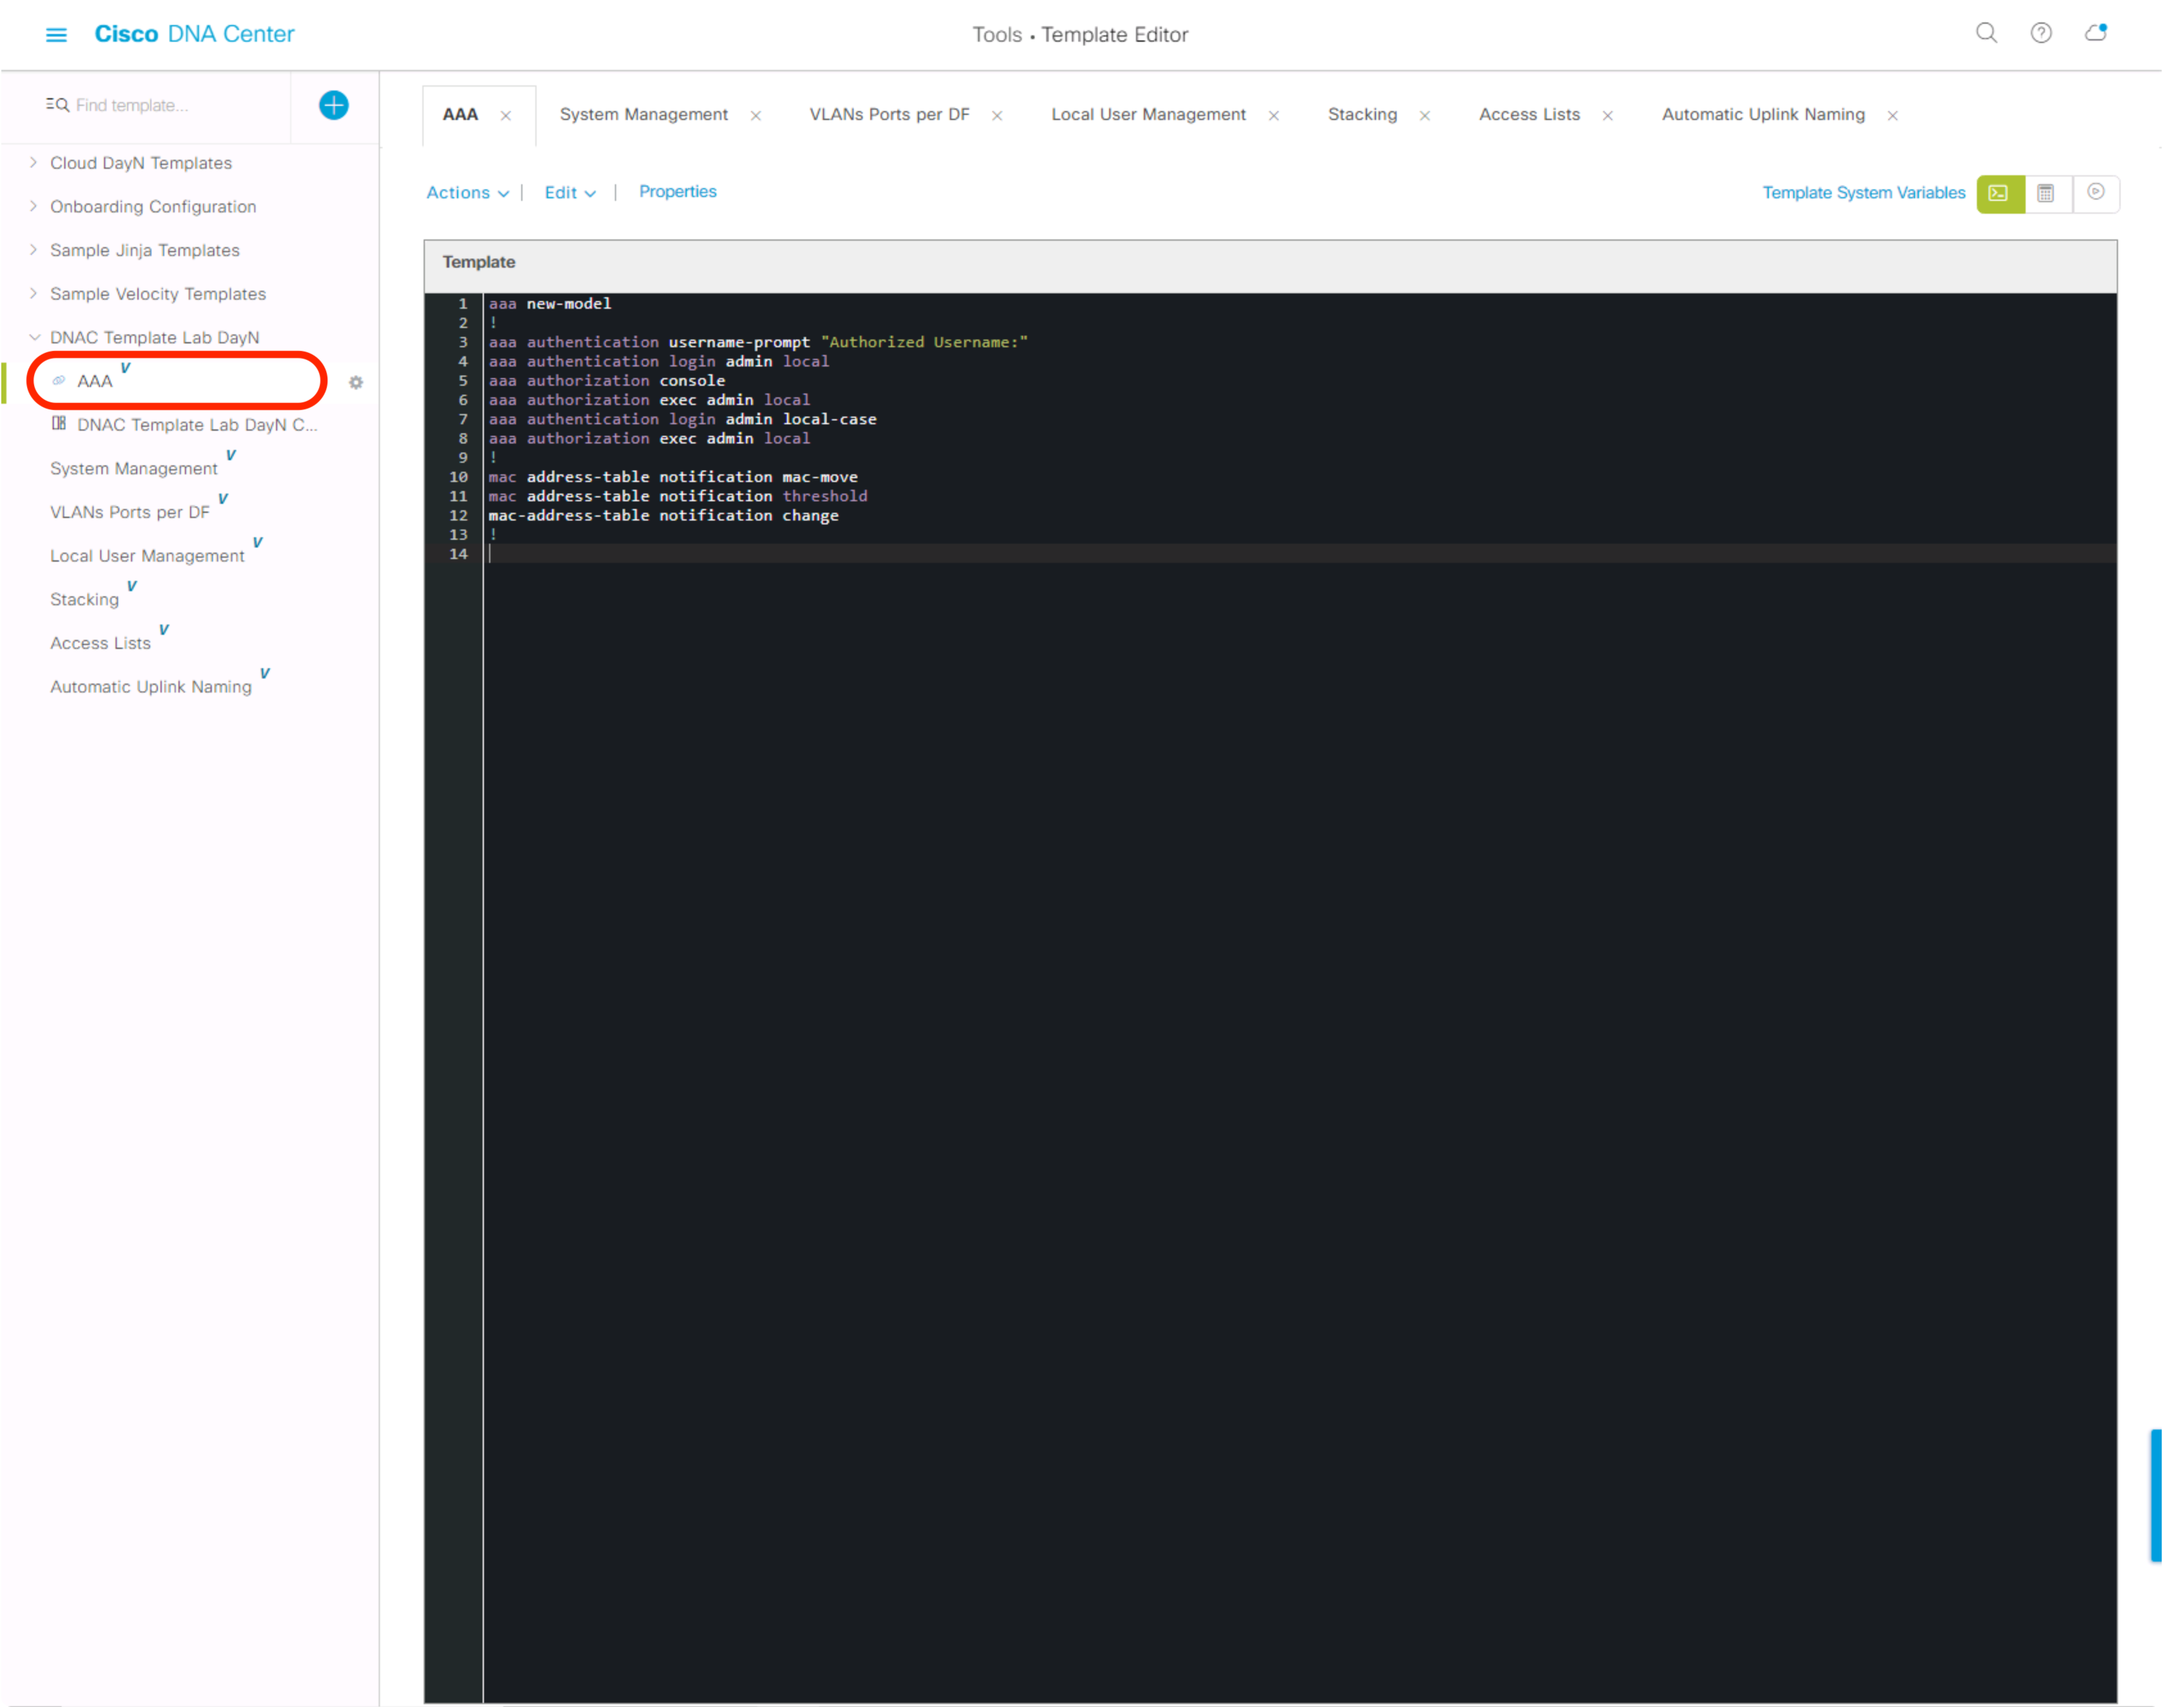 Cisco DNA Center
Tools • Template Editor
Find template...
AAA
System Management
VLANs Ports per DF
Local User Management
Stacking
Access Lists
Automatic Uplink Naming
Cloud DayN Templates
Onboarding Configuration
Sample Jinja Templates
Sample Velocity Templates
DNAC Template Lab DayN
AAA V
DNAC Template Lab DayN C...
System Management V
VLANs Ports per DF V
Local User Management V
Stacking V
Access Lists V
Automatic Uplink Naming V
Actions | Edit | Properties
Template System Variables
Template
1 aaa new-model
2 !
3 aaa authentication username-prompt "Authorized Username:"
4 aaa authentication login admin local
5 aaa authorization console
6 aaa authorization exec admin local
7 aaa authentication login admin local-case
8 aaa authorization exec admin local
9 !
10 mac address-table notification mac-move
11 mac address-table notification threshold
12 mac-address-table notification change
13 !
14